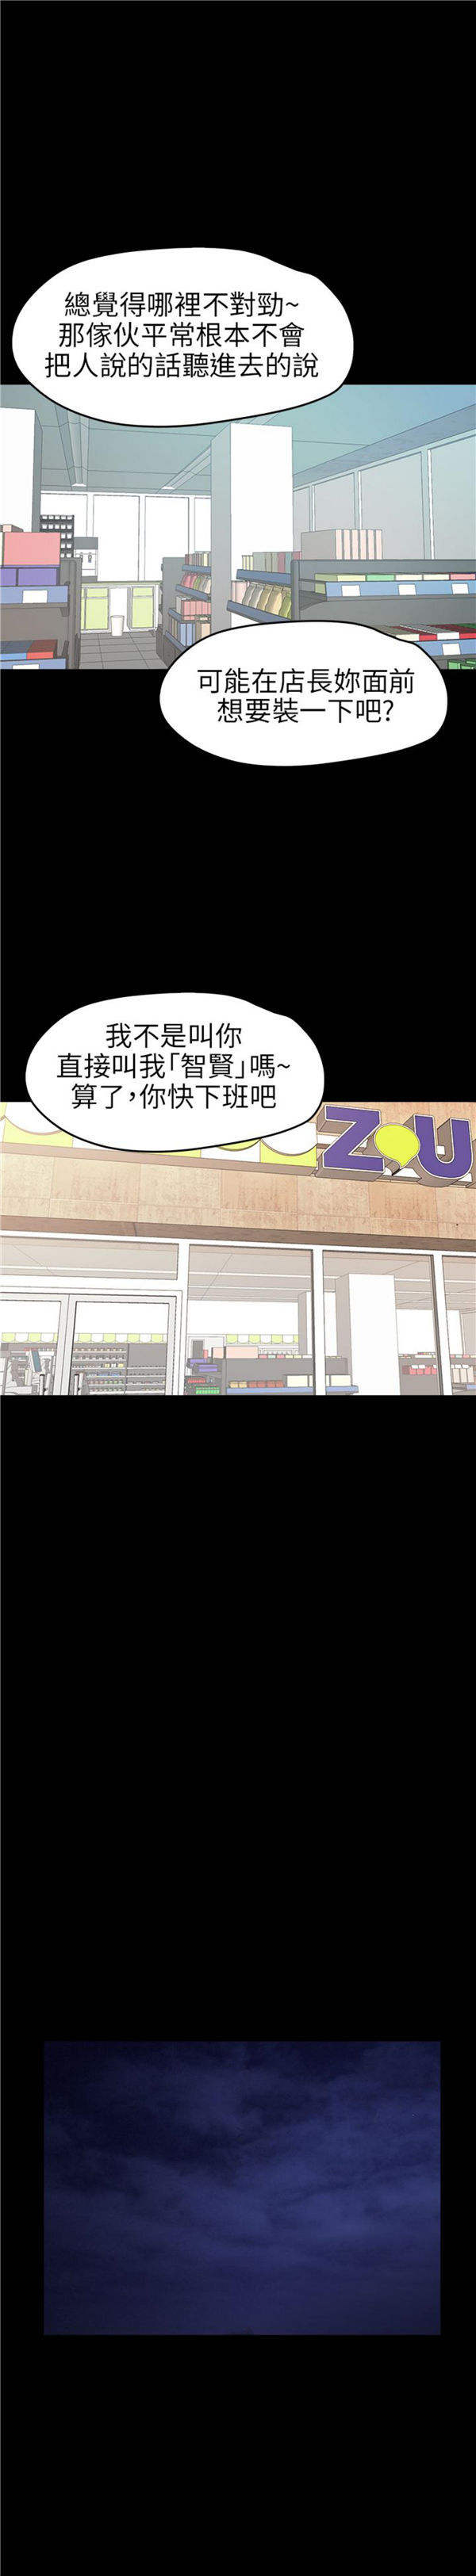 總覺得哪裡不對勁~
那傢伙平常根本不會
把人說的話聽進去的說
可能在店長妳面前
想要裝一下吧?
我不是叫你
直接叫我「智賢」嗎~
算了,你快下班吧
ZU